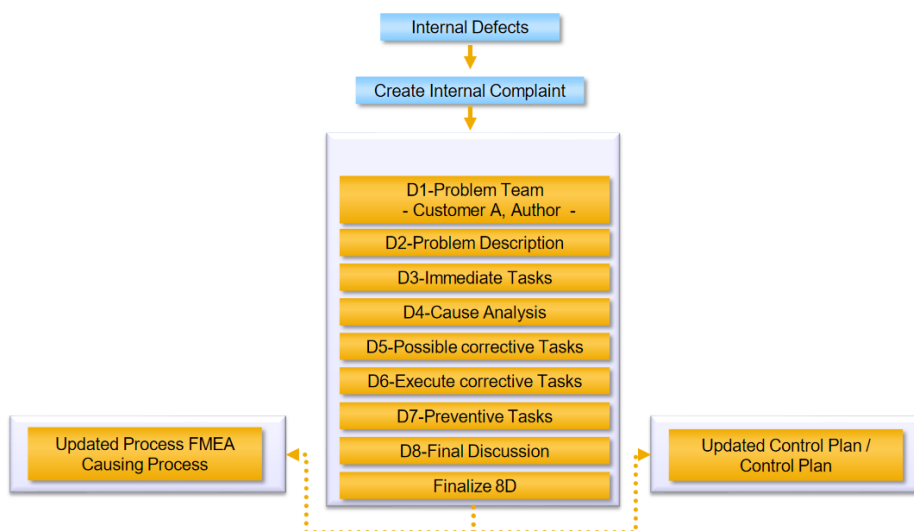 Internal Defects
Create Internal Complaint
D1-Problem Team
- Customer A, Author -
D2-Problem Description
D3-Immediate Tasks
D4-Cause Analysis
D5-Possible corrective Tasks
D6-Execute corrective Tasks
D7-Preventive Tasks
D8-Final Discussion
Finalize 8D
Updated Process FMEA
Causing Process
Updated Control Plan /
Control Plan